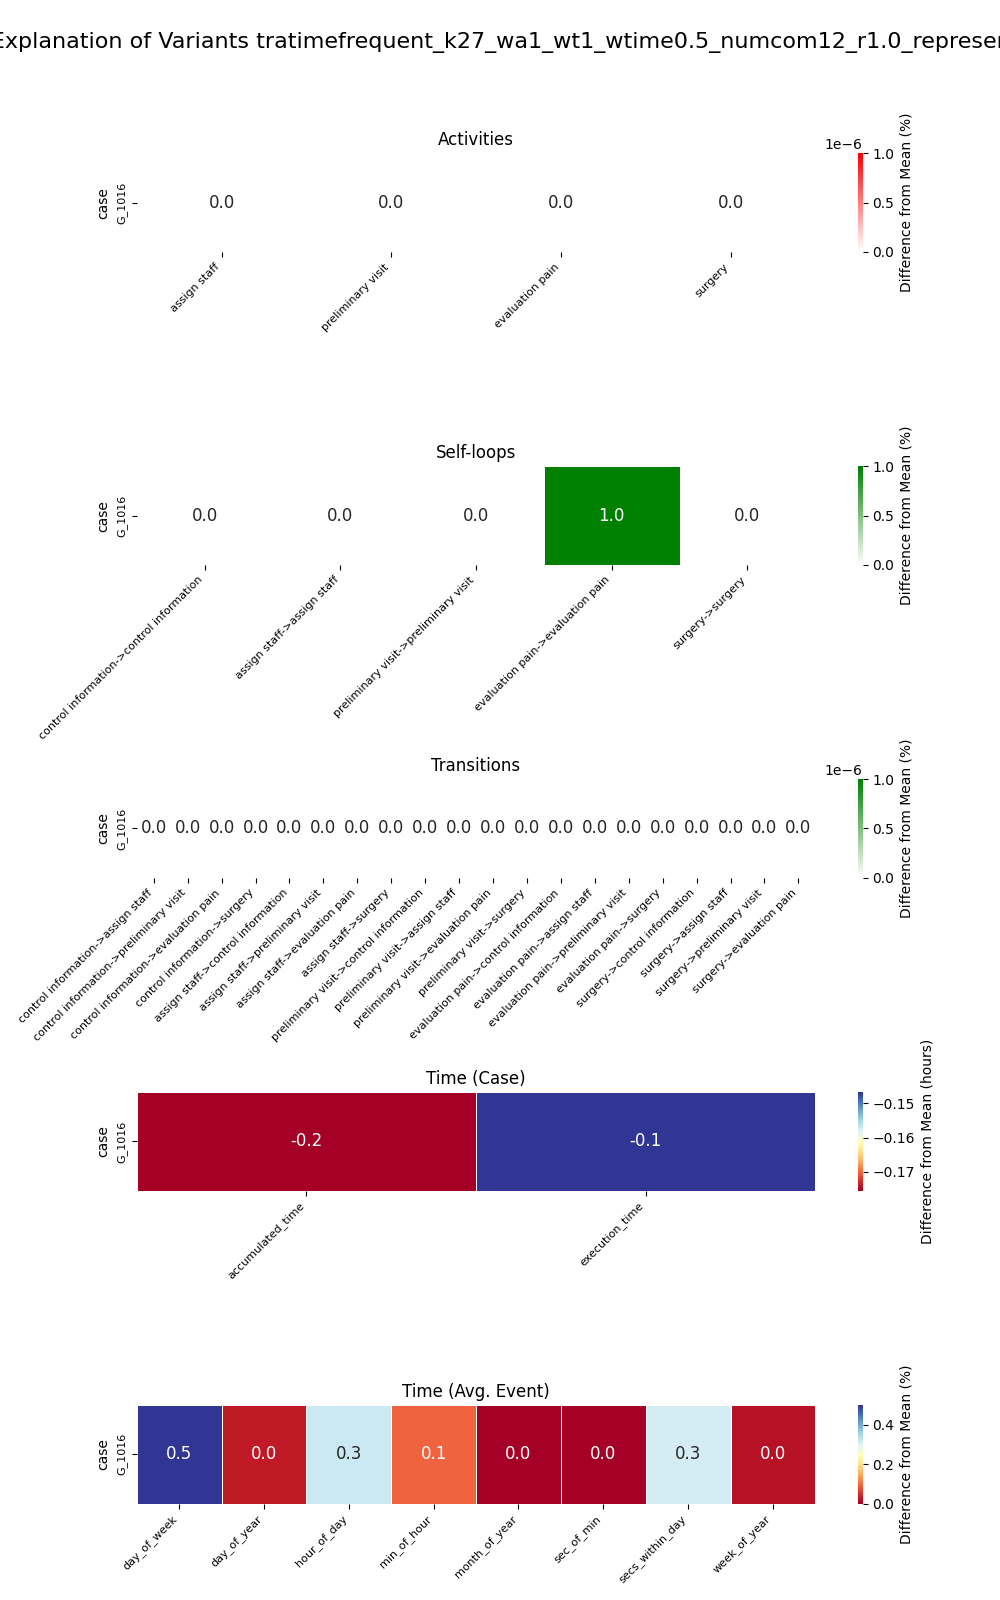 Explanation of Variants tratimefrequent_k27_wa1_wt1_wtime0.5_numcom12_r1.0_represen
Activities
case
G_1016
0.0 0.0 0.0 0.0
assign staff
preliminary visit
evaluation pain
surgery
1e−6
1.0
0.5
0.0
Difference from Mean (%)
Self-loops
case
G_1016
0.0 0.0 0.0 1.0 0.0
control information->control information
assign staff->assign staff
preliminary visit->preliminary visit
evaluation pain->evaluation pain
surgery->surgery
1.0
0.5
0.0
Difference from Mean (%)
Transitions
case
G_1016
0.0 0.0 0.0 0.0 0.0 0.0 0.0 0.0 0.0 0.0 0.0 0.0 0.0 0.0 0.0 0.0 0.0 0.0 0.0 0.0
control information->assign staff
control information->preliminary visit
control information->evaluation pain
control information->surgery
assign staff->control information
assign staff->preliminary visit
assign staff->evaluation pain
assign staff->surgery
preliminary visit->control information
preliminary visit->assign staff
preliminary visit->evaluation pain
preliminary visit->surgery
evaluation pain->control information
evaluation pain->assign staff
evaluation pain->preliminary visit
evaluation pain->surgery
surgery->control information
surgery->assign staff
surgery->preliminary visit
surgery->evaluation pain
1e−6
1.0
0.5
0.0
Difference from Mean (%)
Time (Case)
case
G_1016
-0.2 -0.1
accumulated_time
execution_time
−0.15
−0.16
−0.17
Difference from Mean (hours)
Time (Avg. Event)
case
G_1016
0.5 0.0 0.3 0.1 0.0 0.0 0.3 0.0
day_of_week
day_of_year
hour_of_day
min_of_hour
month_of_year
sec_of_min
secs_within_day
week_of_year
0.4
0.2
0.0
Difference from Mean (%)